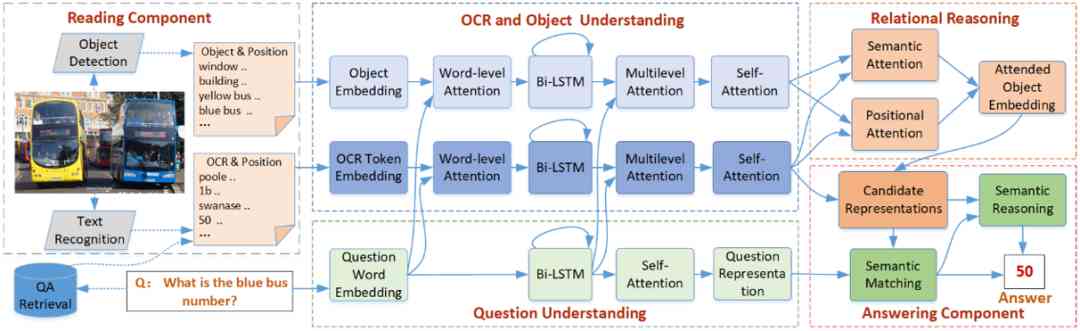 Reading Component
Object
Detection
Object & Position
window ..
building ..
yellow bus ..
blue bus ..
...
OCR & Position
poole ..
1b ..
swanase ..
50 ..
...
Text
Recognition
QA
Retrieval
Q: What is the blue bus
number?
OCR and Object Understanding
Object
Embedding
Word-level
Attention
Bi-LSTM
Multilevel
Attention
Self-
Attention
OCR Token
Embedding
Word-level
Attention
Bi-LSTM
Multilevel
Attention
Self-
Attention
Question
Word
Embedding
Bi-LSTM
Self-
Attention
Question
Representa
tion
Question Understanding
Relational Reasoning
Semantic
Attention
Positional
Attention
Attended
Object
Embedding
Candidate
Representations
Semantic
Reasoning
Semantic
Matching
50
Answer
Answering Component